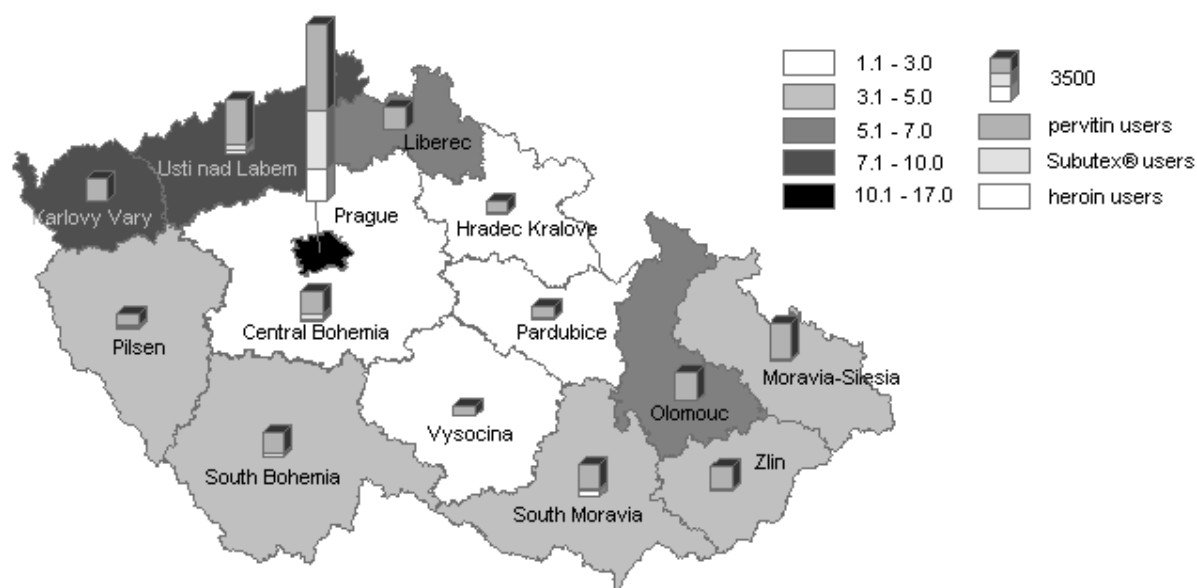 1.1 - 3.0
3.1 - 5.0
5.1 - 7.0
7.1 - 10.0
10.1 - 17.0
3500
pervitin users
Subutex® users
heroin users
Liberec
Usti nad Labem
Karlovy Vary
Prague
Hradec Kralove
Central Bohemia
Pardubice
Pilsen
Moravia-Silesia
Olomouc
Vysocina
Zlin
South Bohemia
South Moravia